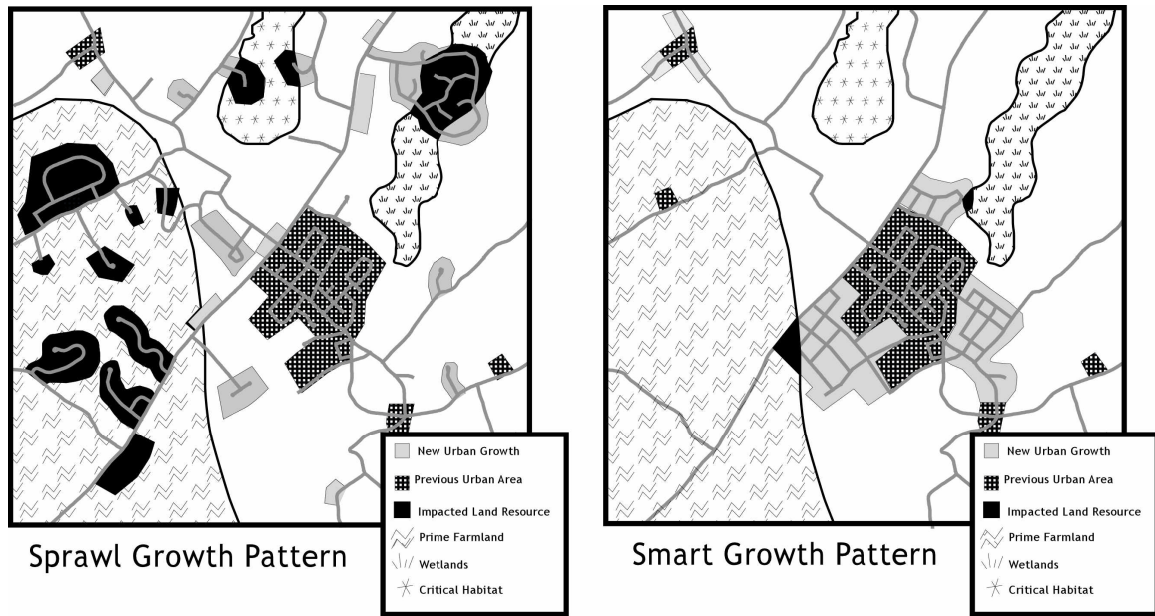 New Urban Growth
Previous Urban Area
Impacted Land Resource
Prime Farmland
Wetlands
Critical Habitat
Sprawl Growth Pattern
New Urban Growth
Previous Urban Area
Impacted Land Resource
Prime Farmland
Wetlands
Critical Habitat
Smart Growth Pattern